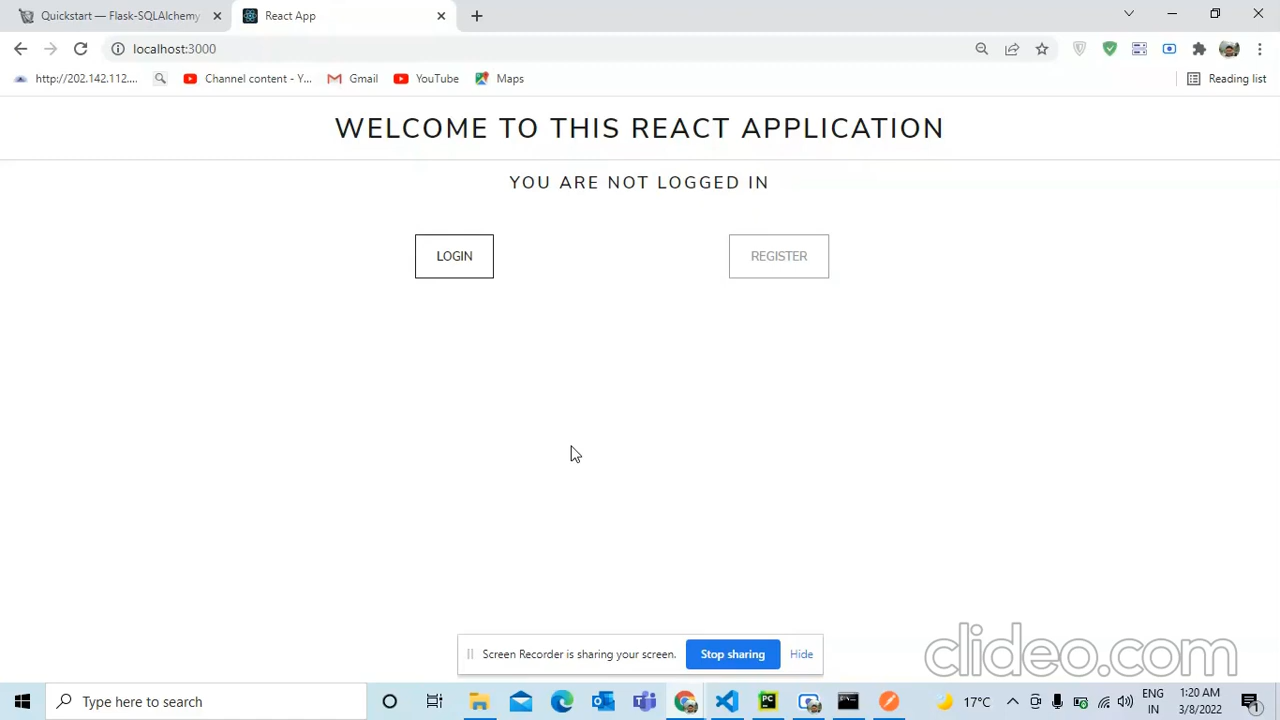 Quickstart — Flask-SQLAlchemy
React App
localhost:3000
http://202.142.112....
Channel content - Y...
Gmail
YouTube
Maps
Reading list
WELCOME TO THIS REACT APPLICATION
YOU ARE NOT LOGGED IN
LOGIN
REGISTER
Screen Recorder is sharing your screen.
Stop sharing
Hide
clideo.com
Type here to search
PC
17°C
ENG
IN
1:20 AM
3/8/2022
1